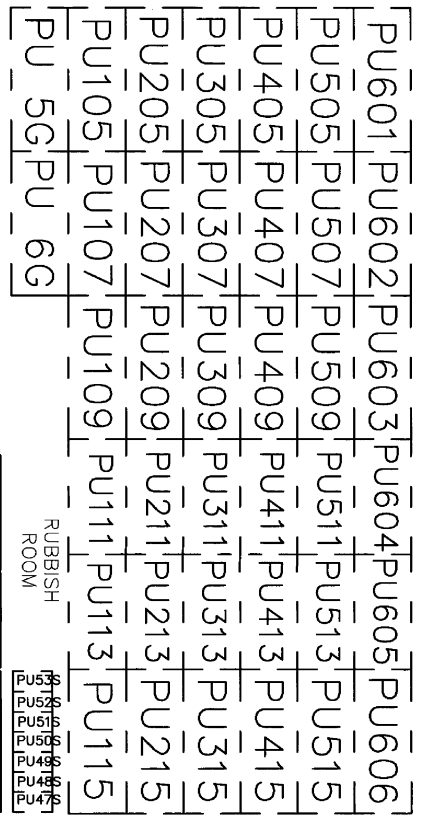 PU601 PU602 PU603 PU604 PU605 PU606
PU505 PU507 PU509 PU511 PU513 PU515
PU405 PU407 PU409 PU411 PU413 PU415
PU305 PU307 PU309 PU311 PU313 PU315
PU205 PU207 PU209 PU211 PU213 PU215
PU105 PU107 PU109 PU111 PU113 PU115
PU 5G PU 6G
RUBBISH
ROOM
PU53S
PU52S
PU51S
PU50S
PU49S
PU48S
PU47S